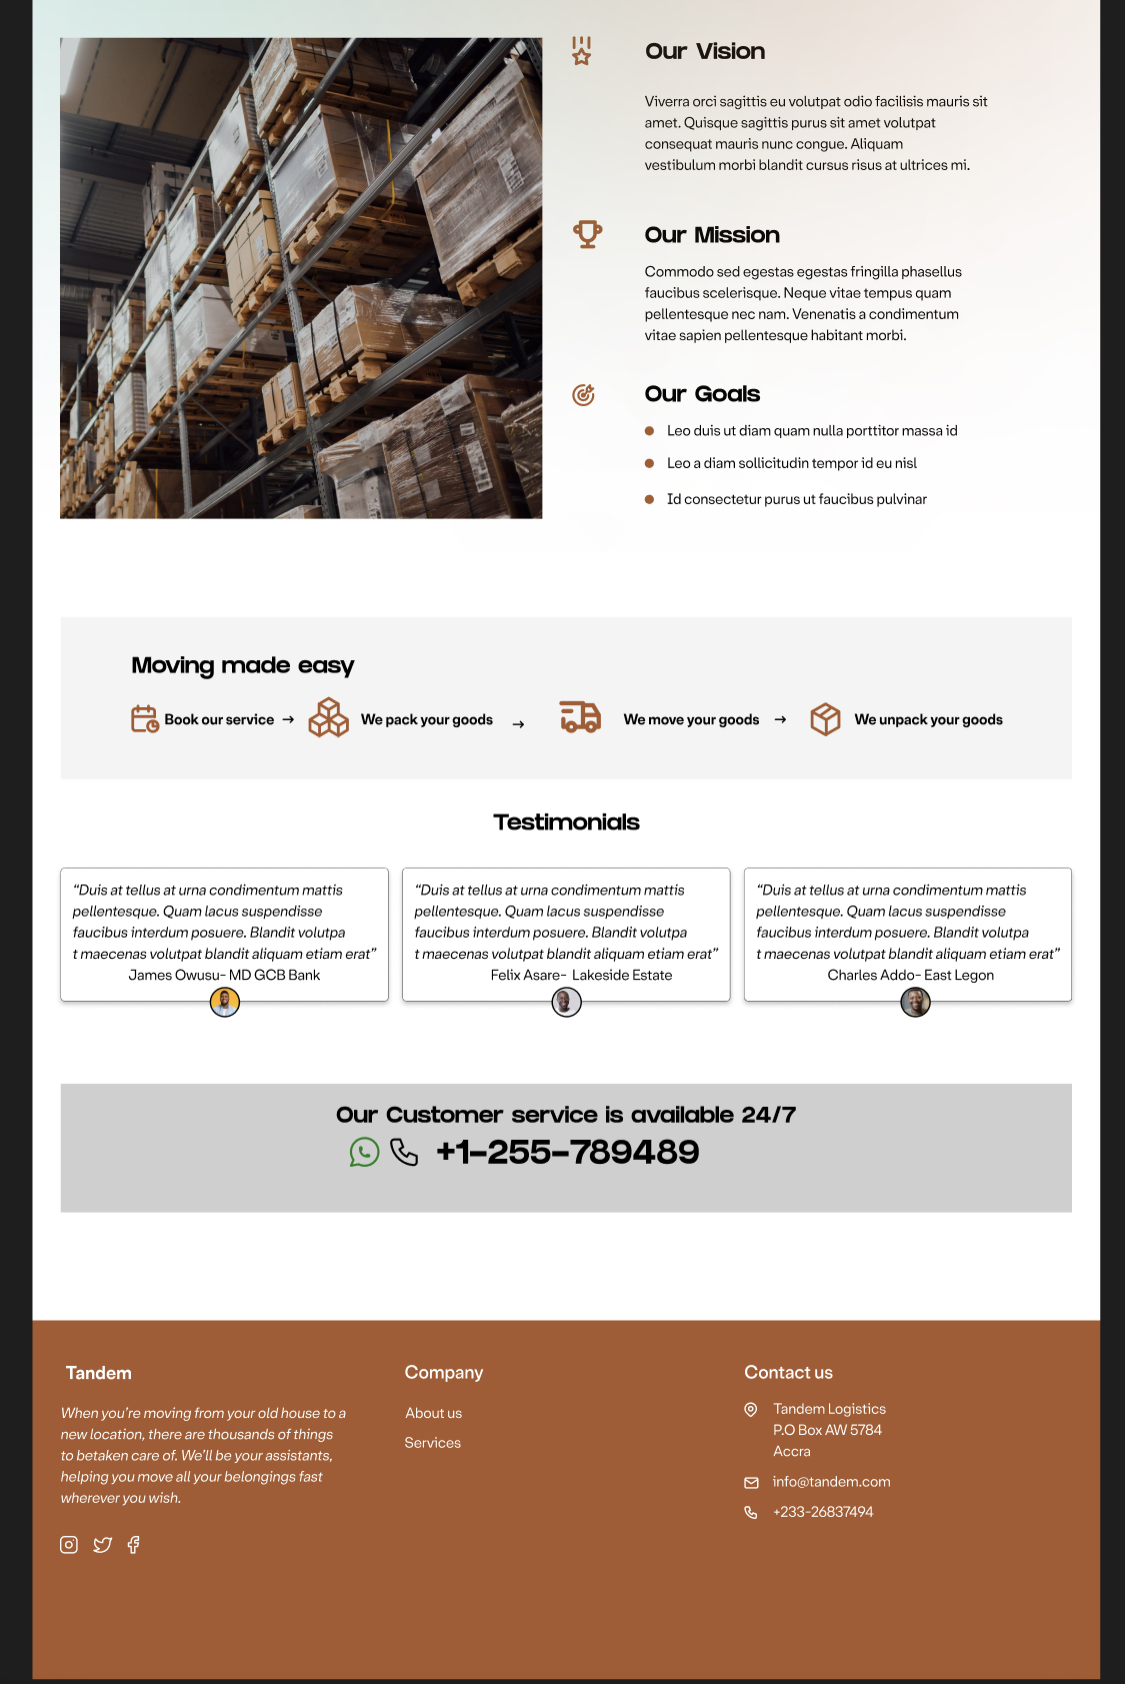 Our Vision
Viverra orci sagittis eu volutpat odio facilisis mauris sit
amet. Quisque sagittis purus sit amet volutpat
consequat mauris nunc congue. Aliquam
vestibulum morbi blandit cursus risus at ultrices mi.
Our Mission
Commodo sed egestas egestas fringilla phasellus
faucibus scelerisque. Neque vitae tempus quam
pellentesque nec nam. Venenatis a condimentum
vitae sapien pellentesque habitant morbi.
Our Goals
Leo duis ut diam quam nulla porttitor massa id
Leo a diam sollicitudin tempor id eu nisl
Id consectetur purus ut faucibus pulvinar
Moving made easy
Book our service → We pack your goods → We move your goods → We unpack your goods
Testimonials
“Duis at tellus at urna condimentum mattis
pellentesque. Quam lacus suspendisse
faucibus interdum posuere. Blandit volutpa
t maecenas volutpat blandit aliquam etiam erat”
James Owusu- MD GCB Bank
“Duis at tellus at urna condimentum mattis
pellentesque. Quam lacus suspendisse
faucibus interdum posuere. Blandit volutpa
t maecenas volutpat blandit aliquam etiam erat”
Felix Asare- Lakeside Estate
“Duis at tellus at urna condimentum mattis
pellentesque. Quam lacus suspendisse
faucibus interdum posuere. Blandit volutpa
t maecenas volutpat blandit aliquam etiam erat”
Charles Addo- East Legon
Our Customer service is available 24/7
+1-255-789489
Tandem
When you’re moving from your old house to a
new location, there are thousands of things
to betaken care of. We’ll be your assistants,
helping you move all your belongings fast
wherever you wish.
Company
About us
Services
Contact us
Tandem Logistics
P.O Box AW 5784
Accra
info@tandem.com
+233-26837494